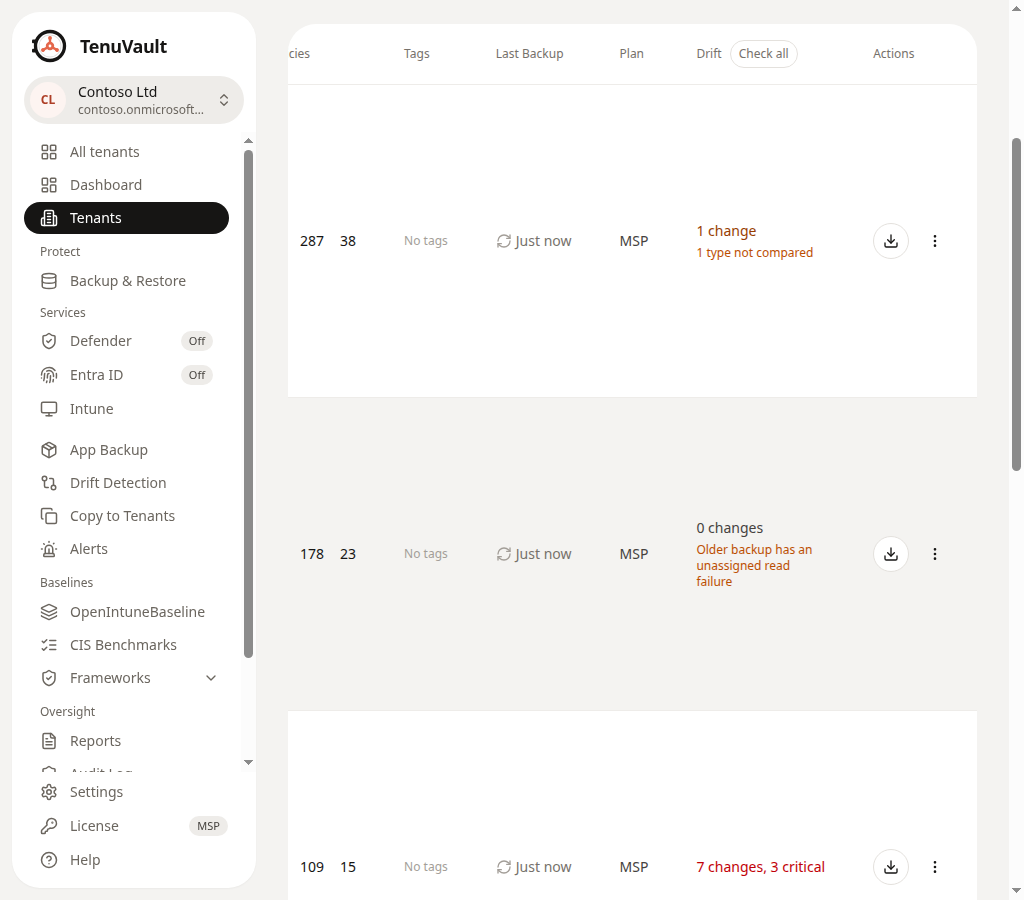 TenuVault
CL
Contoso Ltd
contoso.onmicrosoft...
All tenants
Dashboard
Tenants
Protect
Backup & Restore
Services
Defender Off
Entra ID Off
Intune
App Backup
Drift Detection
Copy to Tenants
Alerts
Baselines
OpenIntuneBaseline
CIS Benchmarks
Frameworks
Oversight
Reports
Audit Log
Settings
License MSP
Help
cies Tags Last Backup Plan Drift Check all Actions
287 38 No tags Just now MSP 1 change
1 type not compared
178 23 No tags Just now MSP 0 changes
Older backup has an
unassigned read
failure
109 15 No tags Just now MSP 7 changes, 3 critical